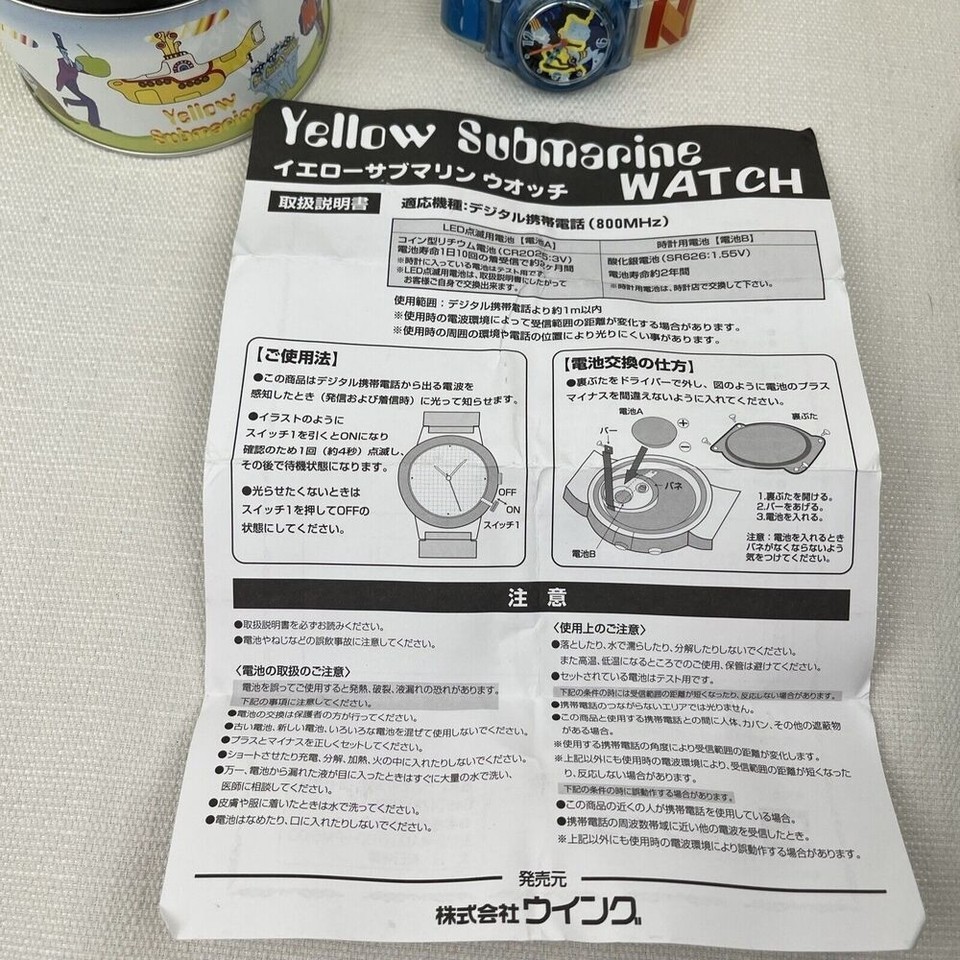 Yellow
Submarine
Yellow Submarine
イエローサブマリン ウオッチ
WATCH
取扱説明書
適応機種:デジタル携帯電話(800MHz)
LED点滅用電池【電池A】
コイン型リチウム電池(CR2025:3V)
電池寿命1日10回の着受信で約2ヶ月間
※時計に入っている電池はテスト用です。
※LED点滅用電池は、取扱説明書にしたがって
お客様ご自身で交換出来ます。
時計用電池【電池B】
酸化銀電池(SR626:1.55V)
電池寿命約2年間
※時計用電池は、時計店で交換して下さい。
使用範囲:デジタル携帯電話より約1m以内
※使用時の電波環境によって受信範囲の距離が変化する場合があります。
※使用時の周囲の環境や電話の位置により光りにくい事があります。
【ご使用法】
●この商品はデジタル携帯電話から出る電波を
感知したとき(発信および着信時)に光って知らせます。
●イラストのように
スイッチ1を引くとONになり
確認のため1回(約4秒)点滅し、
その後で待機状態になります。
●光らせたくないときは
スイッチ1を押してOFFの
状態にしてください。
OFF
ON
スイッチ1
【電池交換の仕方】
●裏ぶたをドライバーで外し、図のように電池のプラス
マイナスを間違えないように入れてください。
電池A
バー
裏ぶた
バネ
電池B
1.裏ぶたを開ける。
2.バーをあげる。
3.電池を入れる。
注意:電池を入れるとき
バネがなくならないよう
気をつけてください。
注 意
●取扱説明書を必ずお読みください。
●電池やねじなどの誤飲事故に注意してください。
〈電池の取扱のご注意〉
電池を誤ってご使用すると発熱、破裂、液漏れの恐れがあります。
下記の事項に注意してください。
●電池の交換は保護者の方が行ってください。
●古い電池、新しい電池、いろいろな電池を混ぜて使用しないでください。
●プラスとマイナスを正しくセットしてください。
●ショートさせたり充電、分解、加熱、火の中に入れたりしないでください。
●万一、電池から漏れた液が目に入ったときはすぐに大量の水で洗い、
医師に相談してください。
●皮膚や服に着いたときは水で洗ってください。
●電池はなめたり、口に入れたりしないでください。
〈使用上のご注意〉
●落としたり、水で濡らしたり、分解したりしないでください。
また高温、低温になるところでのご使用、保管は避けてください。
●セットされている電池はテスト用です。
下記の条件の時には受信範囲の距離が短くなったり、反応しない場合があります。
●携帯電話のつながらないエリアでは光りません。
●この商品と使用する携帯電話との間に人体、カバン、その他の遮蔽物
がある場合。
※使用する携帯電話の角度により受信範囲の距離が変化します。
※上記以外にも使用時の電波環境により、受信範囲の距離が短くなった
り、反応しない場合があります。
下記の条件の時に誤動作する場合があります。
●この商品の近くの人が携帯電話を使用している場合。
●携帯電話の周波数帯域に近い他の電波を受信したとき。
※上記以外にも使用時の電波環境により誤動作する場合があります。
発売元
株式会社ウイング